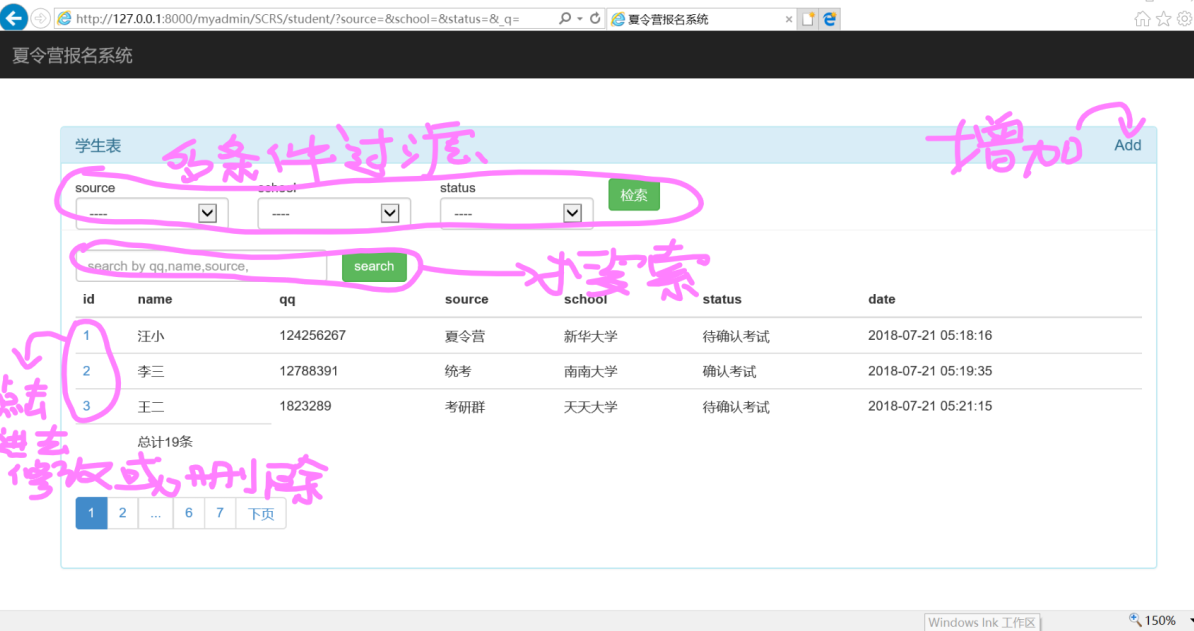 http://127.0.0.1:8000/myadmin/SCRS/student/?source=&school=&status=&_q=
夏令营报名系统
夏令营报名系统
学生表
多条件过滤
增加
Add
source school status
---- ---- ---- 检索
search by qq,name,source, search
搜索
id name qq source school status date
1 汪小 124256267 夏令营 新华大学 待确认考试 2018-07-21 05:18:16
2 李三 12788391 统考 南南大学 确认考试 2018-07-21 05:19:35
3 王二 1823289 考研群 天天大学 待确认考试 2018-07-21 05:21:15
点击
进去
修改或删除
总计19条
1 2 ... 6 7 下页
Windows Ink 工作区
150%